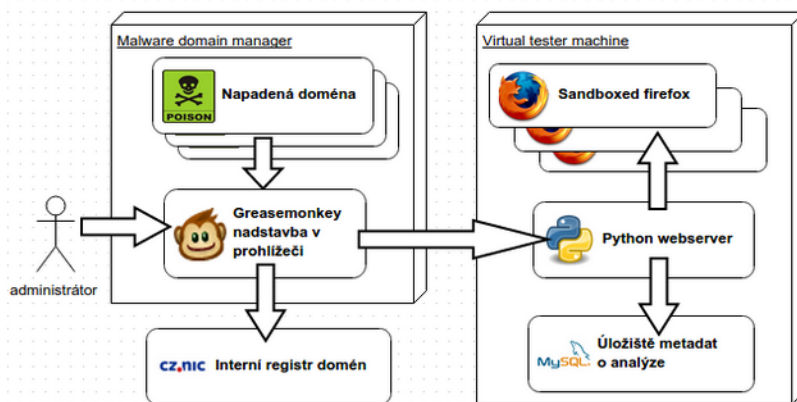 Malware domain manager
POISON
Napadená doména
Greasemonkey
nadstavba v
prohlížeči
administrátor
CZ.NIC Interní registr domén
Virtual tester machine
Sandboxed firefox
Python webserver
MySQL
Úložiště metadat
o analýze